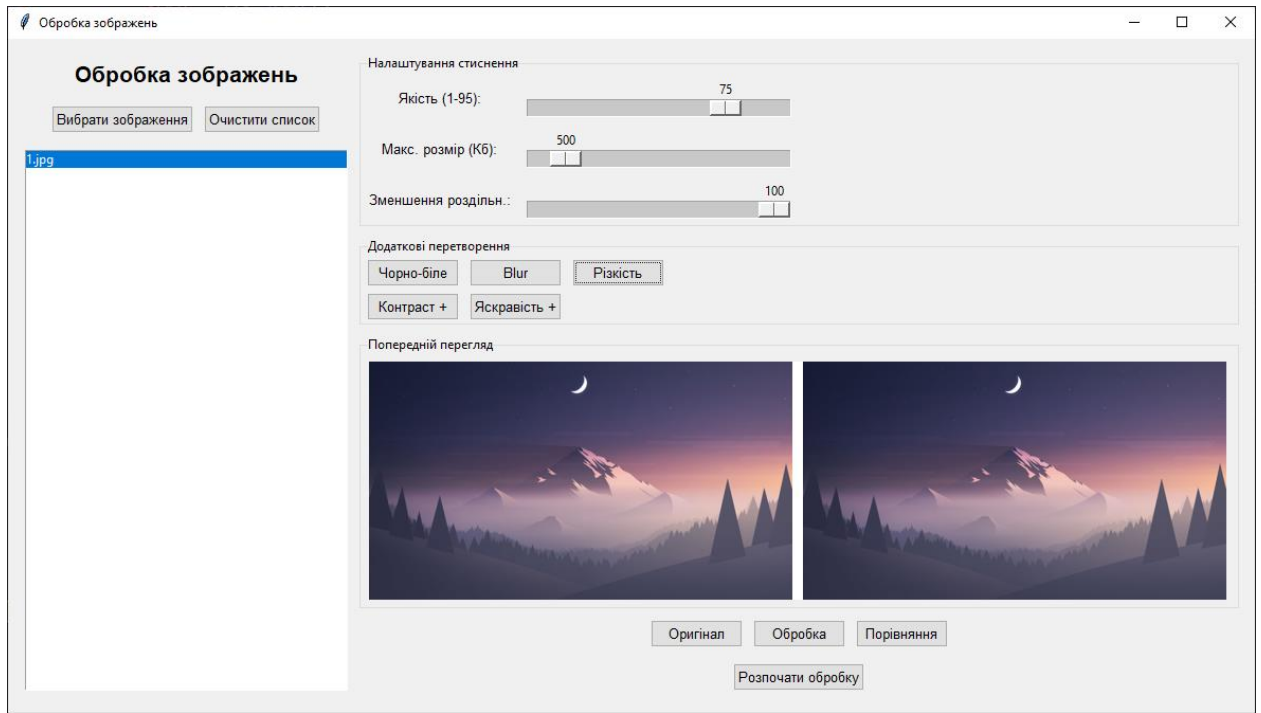 Обробка зображень
Обробка зображень
Вибрати зображення Очистити список
1.jpg
Налаштування стиснення
75
Якість (1-95):
500
Макс. розмір (Кб):
100
Зменшення роздільн.:
Додаткові перетворення
Чорно-біле Blur Різкість
Контраст + Яскравість +
Попередній перегляд
Оригінал Обробка Порівняння
Розпочати обробку